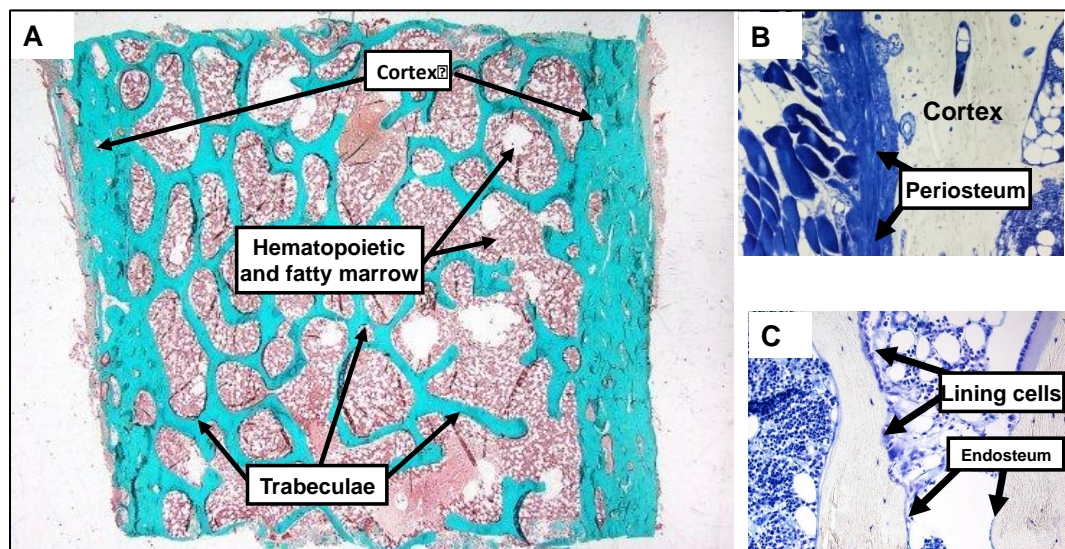 A
Cortex⍰
Hematopoietic
and fatty marrow
Trabeculae
B
Cortex
Periosteum
C
Lining cells
Endosteum